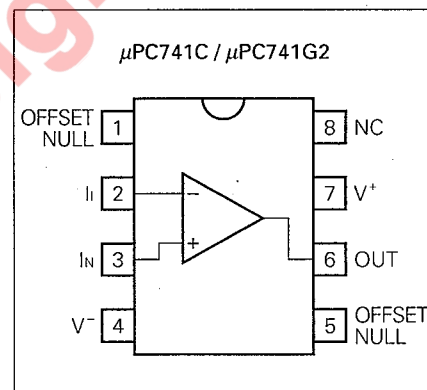 μPC741C / μPC741G2
OFFSET
NULL
1
8
NC
II
2
−
7
V+
IN
3
+
6
OUT
V−
4
5
OFFSET
NULL